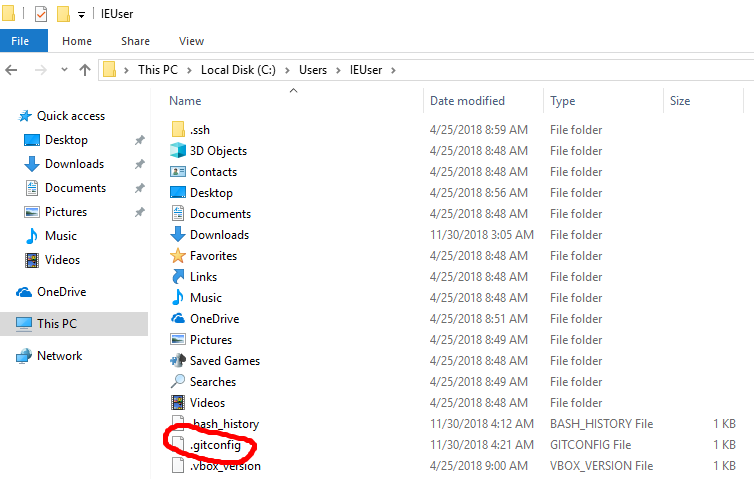 IEUser
File Home Share View
This PC Local Disk (C:) Users IEUser
Name Date modified Type Size
Quick access
Desktop
Downloads
Documents
Pictures
Music
Videos
OneDrive
This PC
Network
.ssh 4/25/2018 8:59 AM File folder
3D Objects 4/25/2018 8:48 AM File folder
Contacts 4/25/2018 8:48 AM File folder
Desktop 4/25/2018 8:56 AM File folder
Documents 4/25/2018 8:48 AM File folder
Downloads 11/30/2018 3:05 AM File folder
Favorites 4/25/2018 8:48 AM File folder
Links 4/25/2018 8:48 AM File folder
Music 4/25/2018 8:48 AM File folder
OneDrive 4/25/2018 8:51 AM File folder
Pictures 4/25/2018 8:49 AM File folder
Saved Games 4/25/2018 8:48 AM File folder
Searches 4/25/2018 8:49 AM File folder
Videos 4/25/2018 8:48 AM File folder
.bash_history 11/30/2018 4:12 AM BASH_HISTORY File 1 KB
.gitconfig 11/30/2018 4:21 AM GITCONFIG File 1 KB
.vbox_version 4/25/2018 9:00 AM VBOX_VERSION File 1 KB